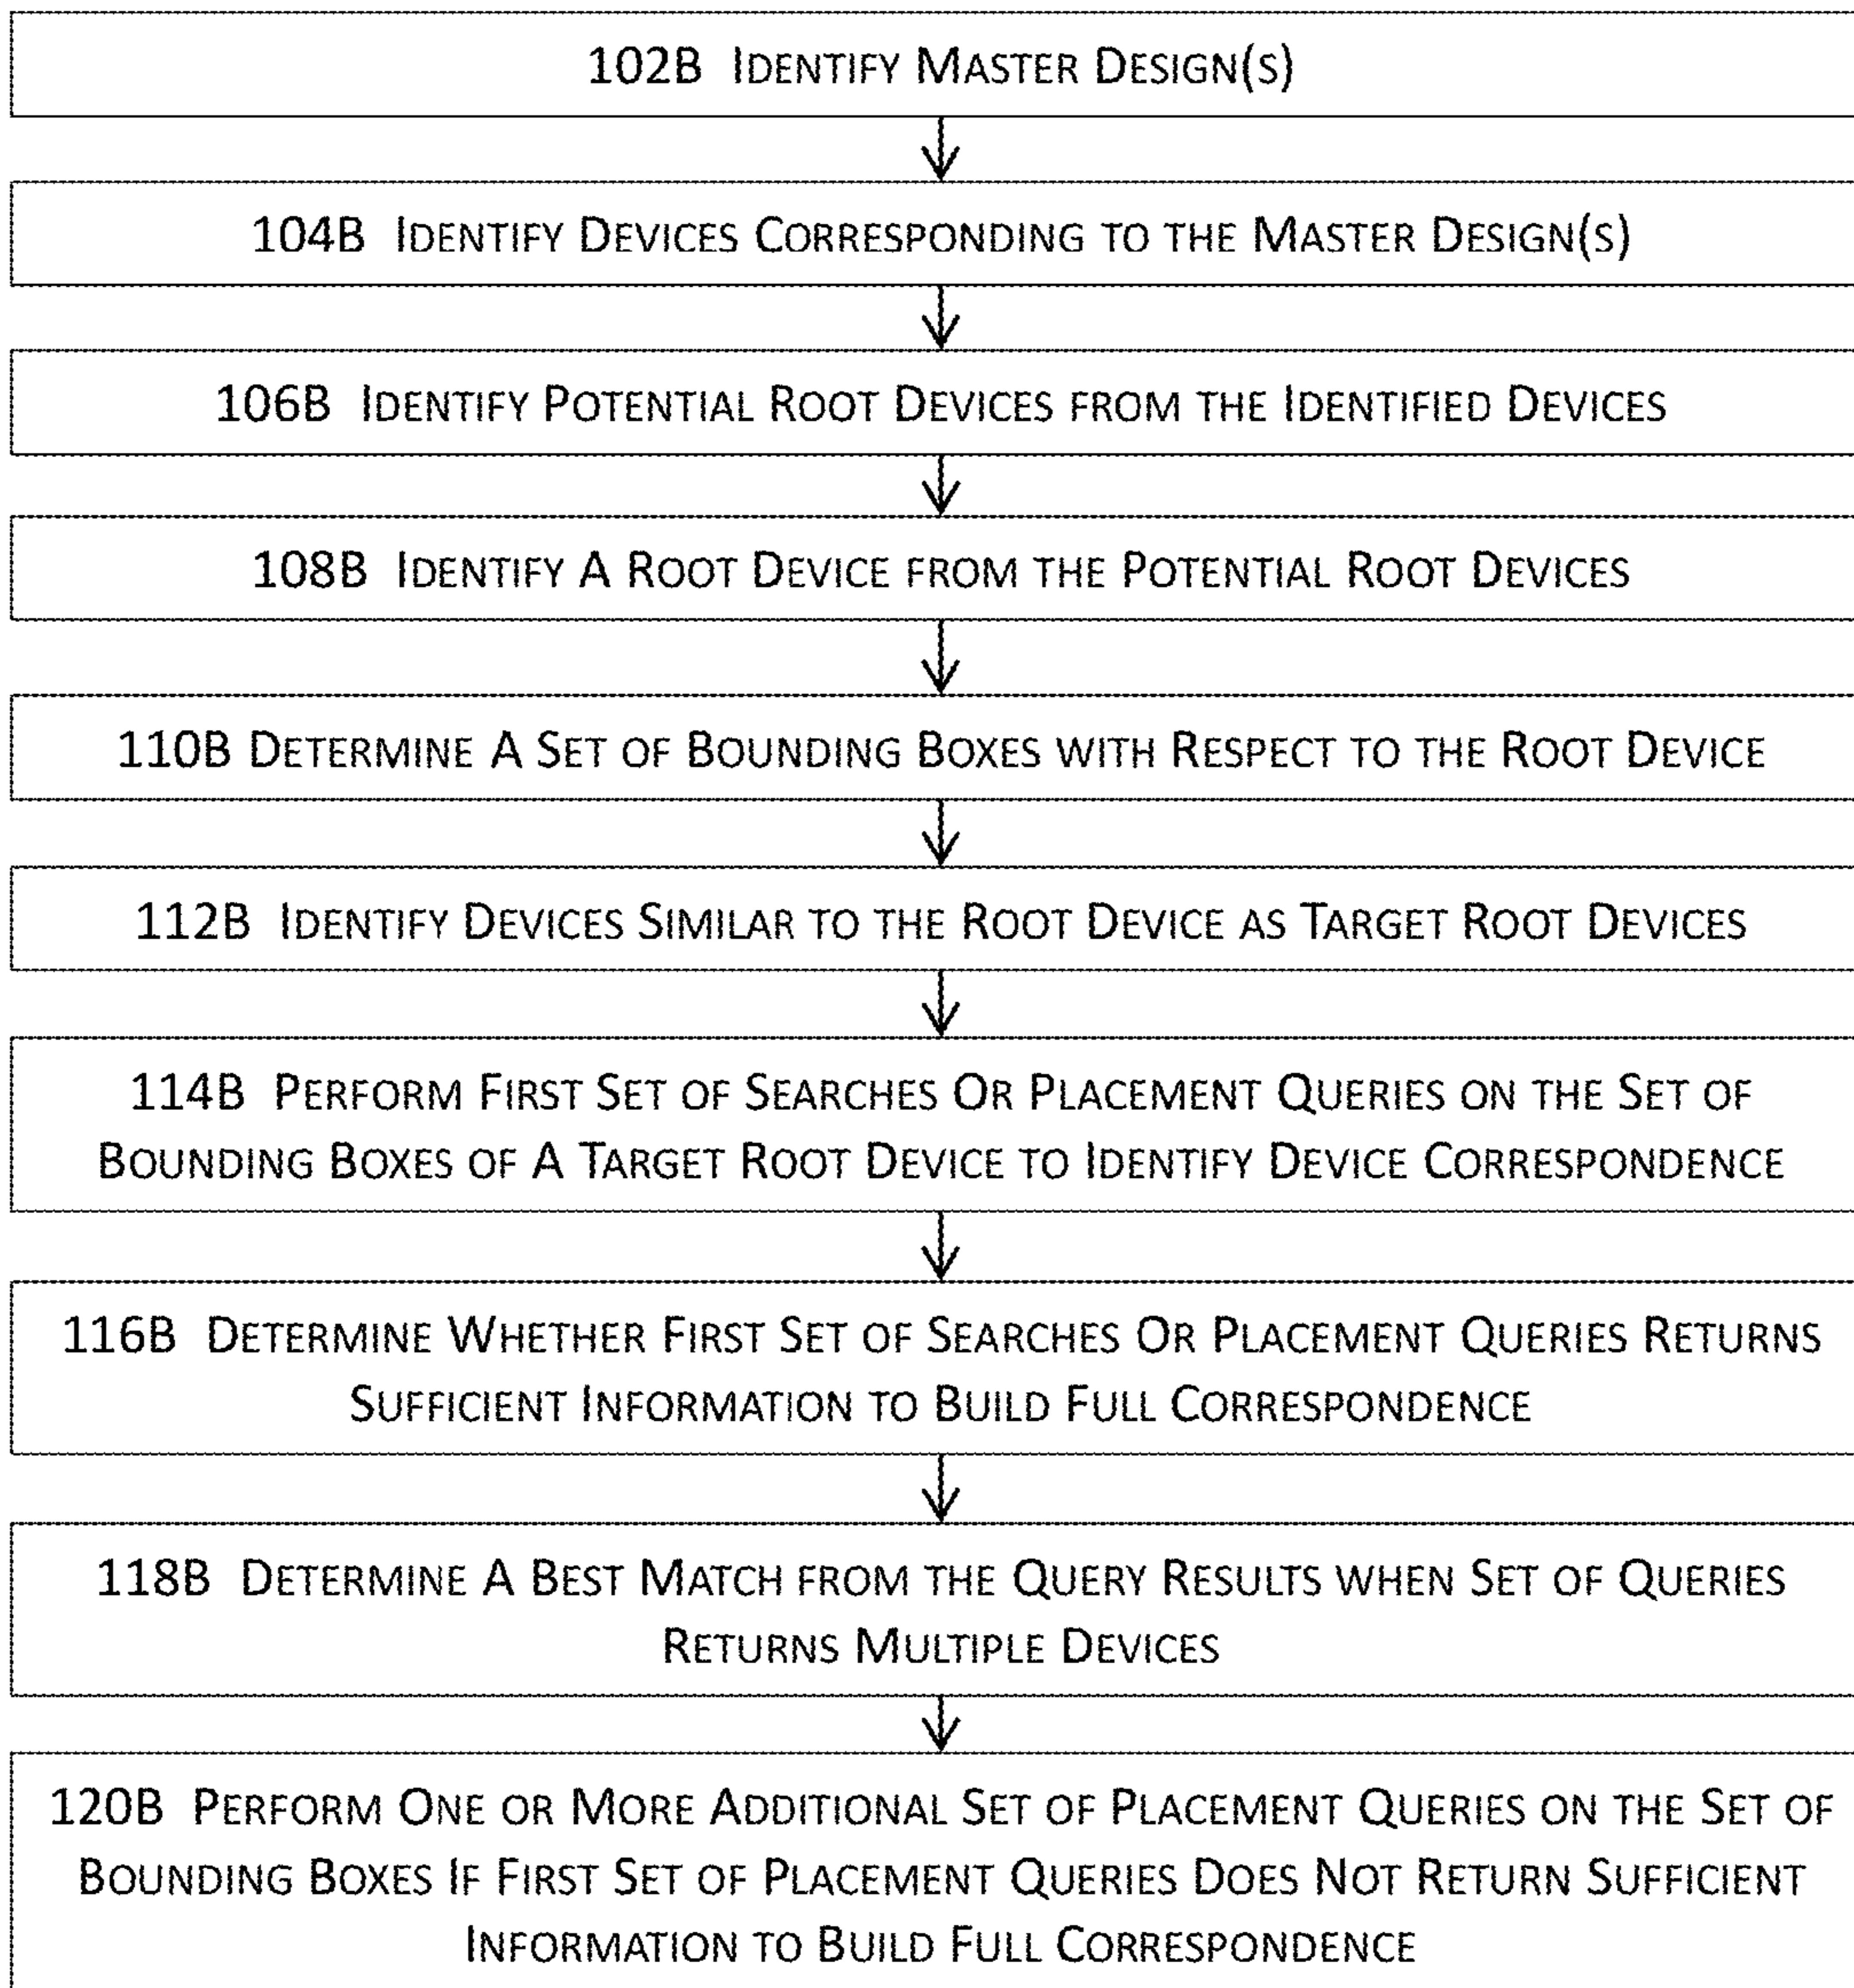 102B Identify Master Design(s)
104B Identify Devices Corresponding to the Master Design(s)
106B Identify Potential Root Devices from the Identified Devices
108B Identify A Root Device from the Potential Root Devices
110B Determine A Set of Bounding Boxes with Respect to the Root Device
112B Identify Devices Similar to the Root Device as Target Root Devices
114B Perform First Set of Searches Or Placement Queries on the Set of
Bounding Boxes of A Target Root Device to Identify Device Correspondence
116B Determine Whether First Set of Searches Or Placement Queries Returns
Sufficient Information to Build Full Correspondence
118B Determine A Best Match from the Query Results when Set of Queries
Returns Multiple Devices
120B Perform One or More Additional Set of Placement Queries on the Set of
Bounding Boxes If First Set of Placement Queries Does Not Return Sufficient
Information to Build Full Correspondence